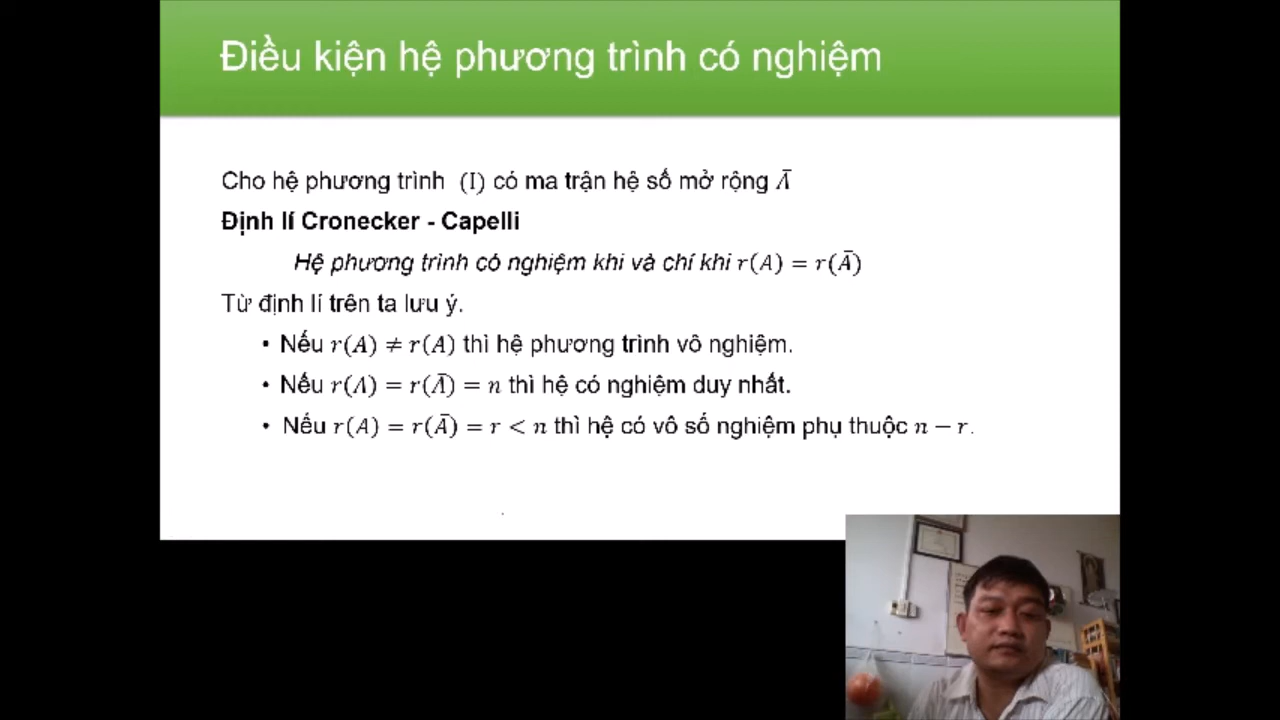 Điều kiện hệ phương trình có nghiệm
Cho hệ phương trình (I) có ma trận hệ số mở rộng Ā
Định lí Cronecker - Capelli
Hệ phương trình có nghiệm khi và chỉ khi r(A) = r(Ā)
Từ định lí trên ta lưu ý.
• Nếu r(A) ≠ r(A) thì hệ phương trình vô nghiệm.
• Nếu r(A) = r(Ā) = n thì hệ có nghiệm duy nhất.
• Nếu r(A) = r(Ā) = r < n thì hệ có vô số nghiệm phụ thuộc n − r.